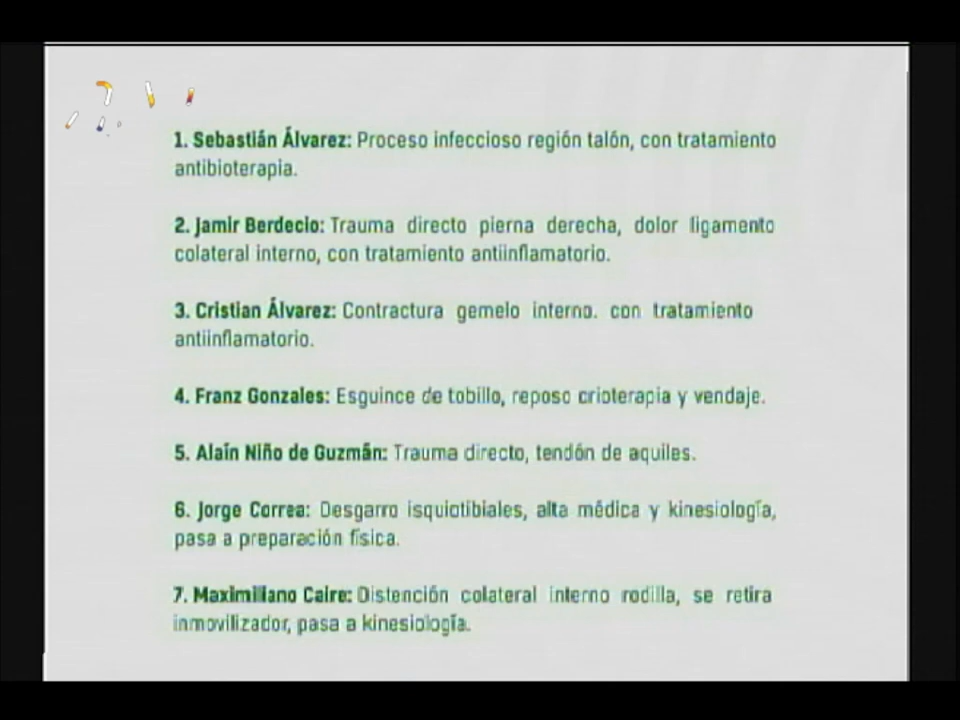 1. Sebastián Álvarez: Proceso infeccioso región talón, con tratamiento
antibioterapia.
2. Jamir Berdecio: Trauma directo pierna derecha, dolor ligamento
colateral interno, con tratamiento antiinflamatorio.
3. Cristian Álvarez: Contractura gemelo interno. con tratamiento
antiinflamatorio.
4. Franz Gonzales: Esguince de tobillo, reposo crioterapia y vendaje.
5. Alaín Niño de Guzmán: Trauma directo, tendón de aquiles.
6. Jorge Correa: Desgarro isquiotibiales, alta médica y kinesiología,
pasa a preparación física.
7. Maximiliano Caire: Distención colateral interno rodilla, se retira
inmovilizador, pasa a kinesiología.